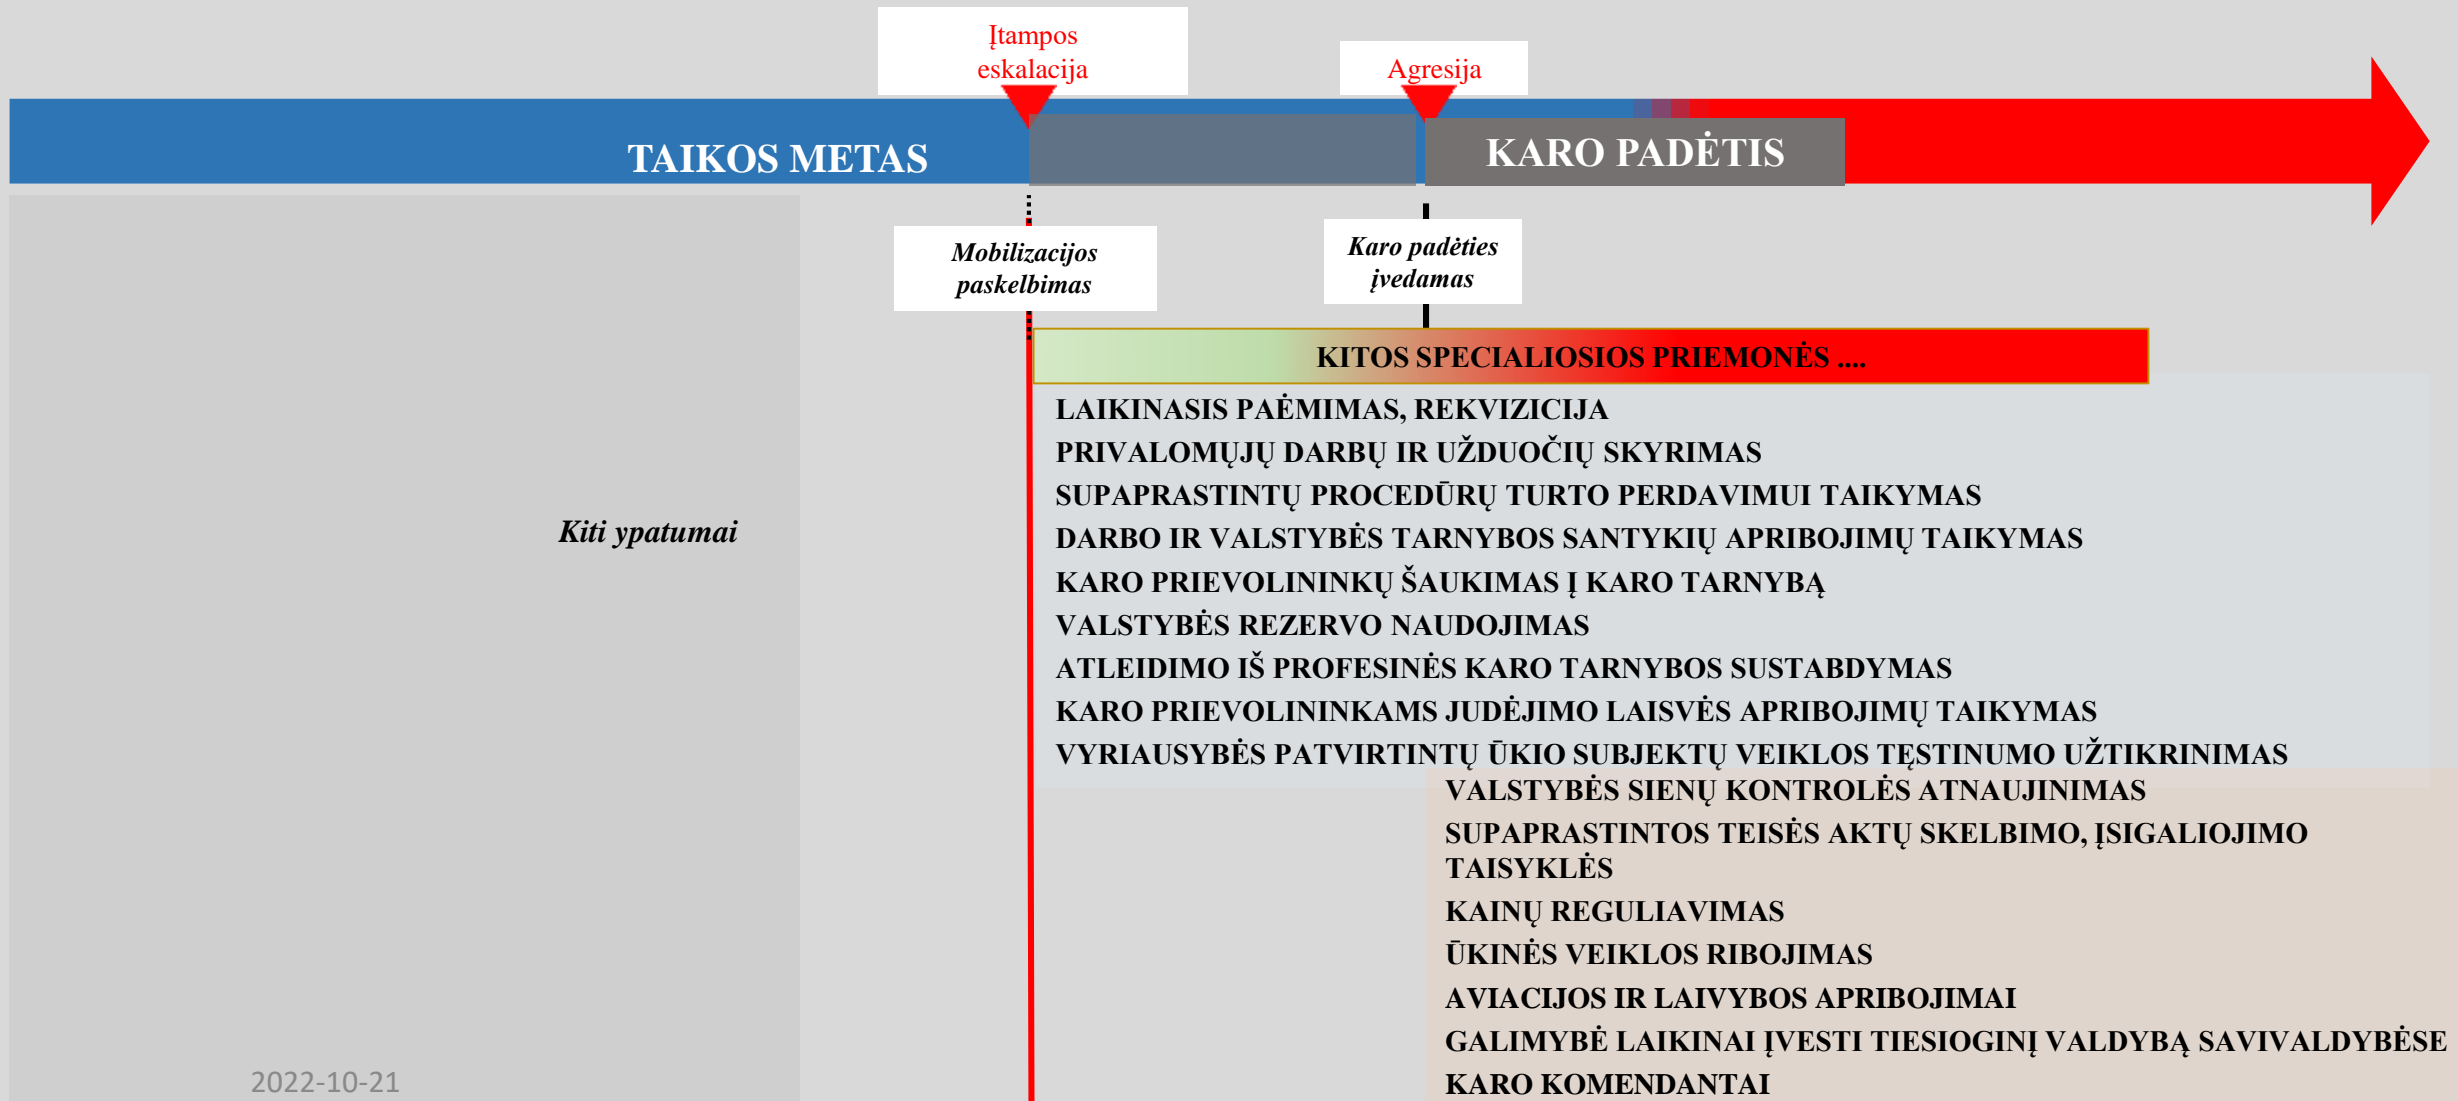 Įtampos
eskalacija
Agresija
TAIKOS METAS
KARO PADĖTIS
Mobilizacijos
paskelbimas
Karo padėties
įvedamas
KITOS SPECIALIOSIOS PRIEMONĖS ....
LAIKINASIS PAĖMIMAS, REKVIZICIJA
PRIVALOMŲJŲ DARBŲ IR UŽDUOČIŲ SKYRIMAS
SUPAPRASTINTŲ PROCEDŪRŲ TURTO PERDAVIMUI TAIKYMAS
Kiti ypatumai
DARBO IR VALSTYBĖS TARNYBOS SANTYKIŲ APRIBOJIMŲ TAIKYMAS
KARO PRIEVOLININKŲ ŠAUKIMAS Į KARO TARNYBĄ
VALSTYBĖS REZERVO NAUDOJIMAS
ATLEIDIMO IŠ PROFESINĖS KARO TARNYBOS SUSTABDYMAS
KARO PRIEVOLININKAMS JUDĖJIMO LAISVĖS APRIBOJIMŲ TAIKYMAS
VYRIAUSYBĖS PATVIRTINTŲ ŪKIO SUBJEKTŲ VEIKLOS TĘSTINUMO UŽTIKRINIMAS
VALSTYBĖS SIENŲ KONTROLĖS ATNAUJINIMAS
SUPAPRASTINTOS TEISĖS AKTŲ SKELBIMO, ĮSIGALIOJIMO
TAISYKLĖS
KAINŲ REGULIAVIMAS
ŪKINĖS VEIKLOS RIBOJIMAS
AVIACIJOS IR LAIVYBOS APRIBOJIMAI
GALIMYBĖ LAIKINAI ĮVESTI TIESIOGINĮ VALDYBĄ SAVIVALDYBĖSE
KARO KOMENDANTAI
2022-10-21